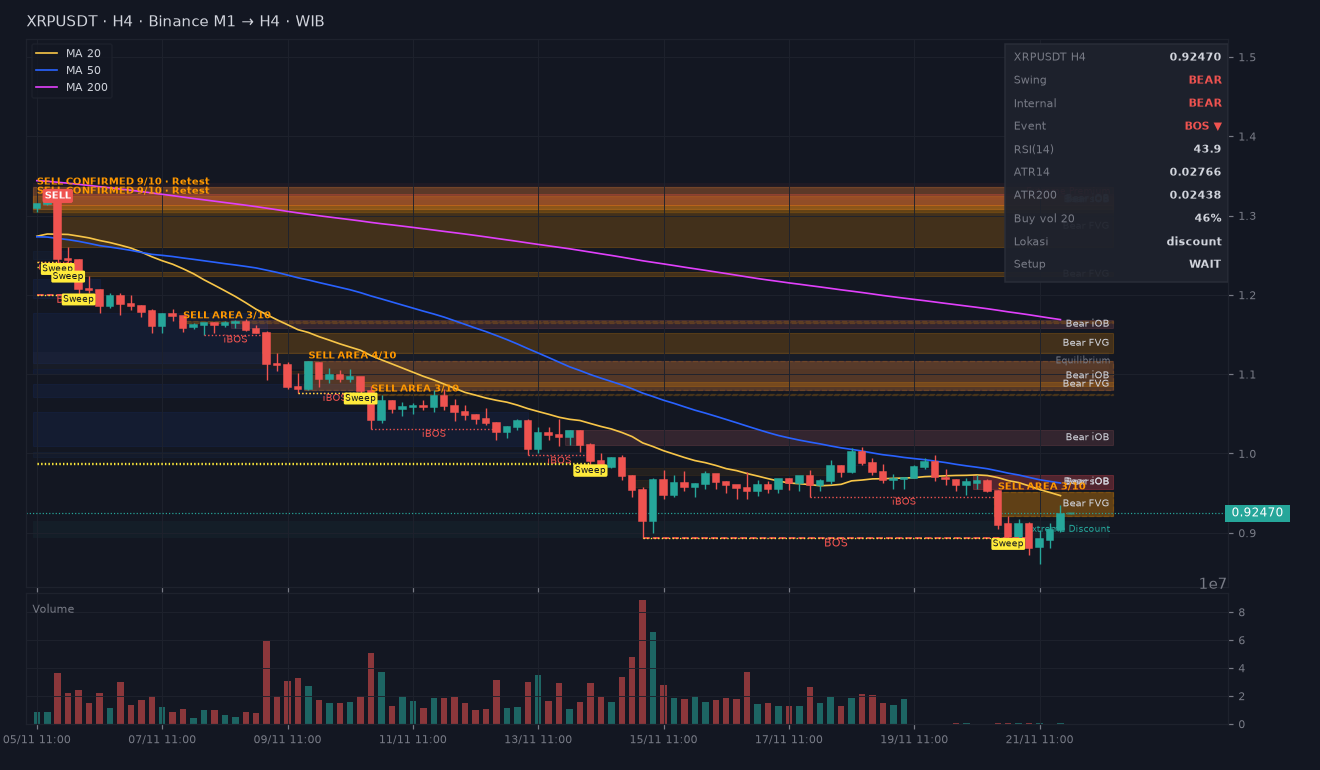 XRPUSDT · H4 · Binance M1 → H4 · WIB
MA 20
MA 50
MA 200
XRPUSDT H4 0.92470
Swing BEAR
Internal BEAR
Event BOS ▼
RSI(14) 43.9
ATR14 0.02766
ATR200 0.02438
Buy vol 20 46%
Lokasi discount
Setup WAIT
1.5
1.4
1.3
1.2
1.1
1.0
0.9
SELL CONFIRMED 9/10 · Retest
SELL CONFIRMED 9/10 · Retest
SELL
Bear iOB
Bear FVG
Bear FVG
Sweep
Sweep
Sweep
SELL AREA 3/10
iBOS
Bear iOB
Bear FVG
Equilibrium
SELL AREA 4/10
Bear iOB
Bear FVG
SELL AREA 3/10
iBOS
Sweep
iBOS
Bear iOB
iBOS
Sweep
SELL AREA 3/10
iBOS
Bear FVG
0.92470
Discount
BOS
Sweep
1e7
Volume
8
6
4
2
0
05/11 11:00 07/11 11:00 09/11 11:00 11/11 11:00 13/11 11:00 15/11 11:00 17/11 11:00 19/11 11:00 21/11 11:00